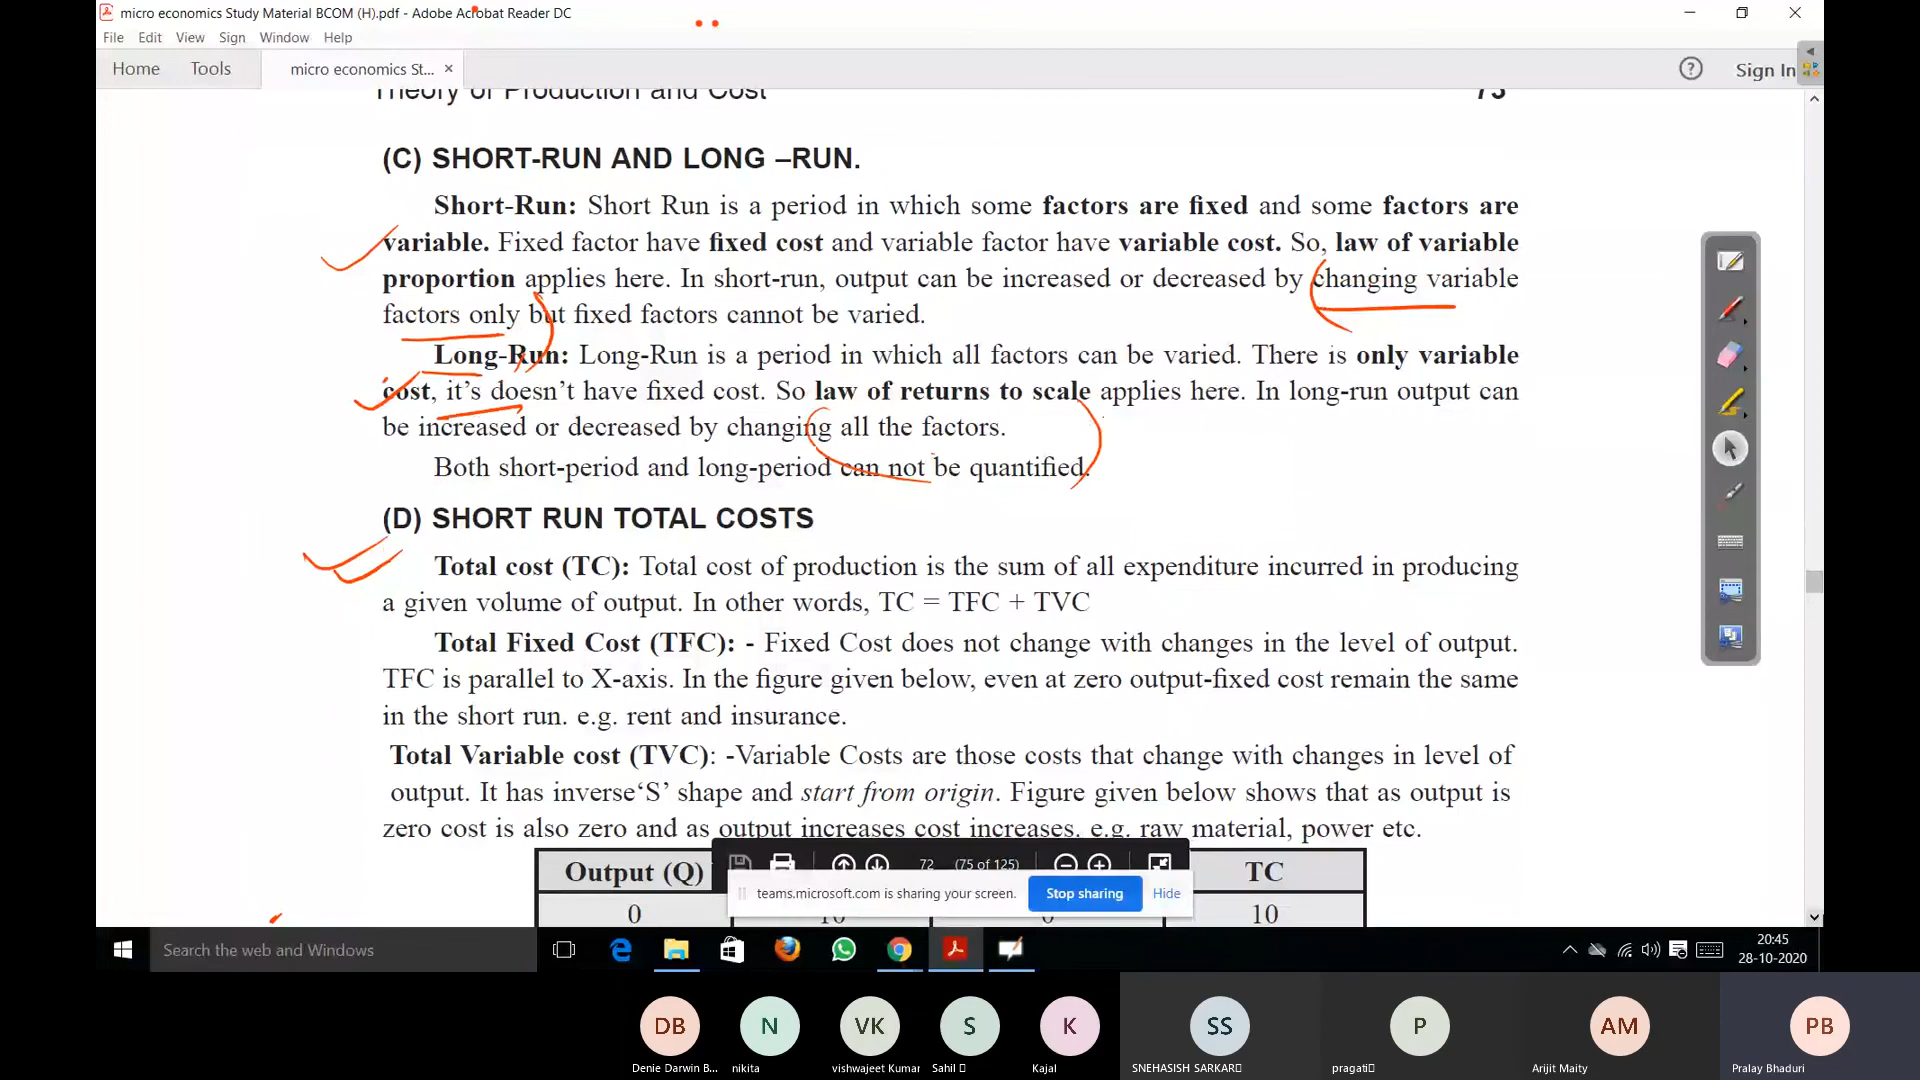 micro economics Study Material BCOM (H).pdf - Adobe Acrobat Reader DC
File Edit View Sign Window Help
Home Tools micro economics St... × Sign In
Theory of Production and Cost 73
(C) SHORT-RUN AND LONG –RUN.
Short-Run: Short Run is a period in which some factors are fixed and some factors are
variable. Fixed factor have fixed cost and variable factor have variable cost. So, law of variable
proportion applies here. In short-run, output can be increased or decreased by changing variable
factors only but fixed factors cannot be varied.
Long-Run: Long-Run is a period in which all factors can be varied. There is only variable
cost, it's doesn't have fixed cost. So law of returns to scale applies here. In long-run output can
be increased or decreased by changing all the factors.
Both short-period and long-period can not be quantified.
(D) SHORT RUN TOTAL COSTS
Total cost (TC): Total cost of production is the sum of all expenditure incurred in producing
a given volume of output. In other words, TC = TFC + TVC
Total Fixed Cost (TFC): - Fixed Cost does not change with changes in the level of output.
TFC is parallel to X-axis. In the figure given below, even at zero output-fixed cost remain the same
in the short run. e.g. rent and insurance.
Total Variable cost (TVC): -Variable Costs are those costs that change with changes in level of
output. It has inverse‘S’ shape and start from origin. Figure given below shows that as output is
zero cost is also zero and as output increases cost increases. e.g. raw material, power etc.
Output (Q) TC
72 (75 of 125)
teams.microsoft.com is sharing your screen. Stop sharing Hide
0 10 0 10
Search the web and Windows
20:45
28-10-2020
DB N VK S K SS P AM PB
Denie Darwin B... nikita vishwajeet Kumar Sahil Kajal SNEHASISH SARKAR pragati Arijit Maity Pralay Bhaduri